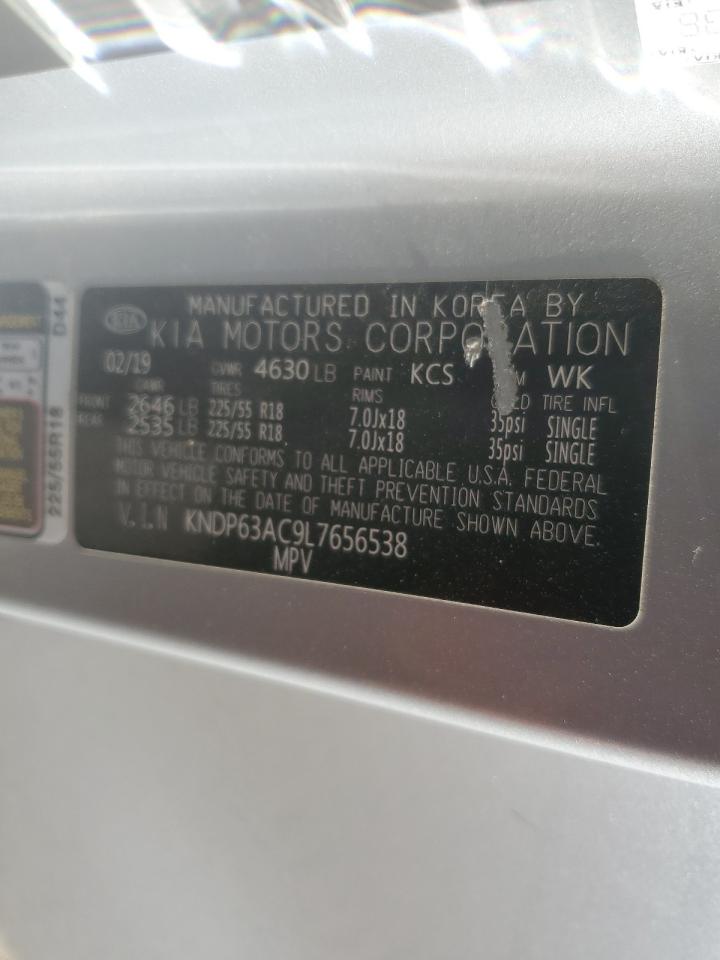 MANUFACTURED IN KOREA BY
KIA KIA MOTORS CORPORATION
02/19 GVWR 4630 LB PAINT KCS WK
GAWR TIRES RIMS TIRE INFL
FRONT 2646 LB 225/55 R18 7.0Jx18 35psi SINGLE
REAR 2535 LB 225/55 R18 7.0Jx18 35psi SINGLE
THIS VEHICLE CONFORMS TO ALL APPLICABLE U.S.A. FEDERAL
MOTOR VEHICLE SAFETY AND THEFT PREVENTION STANDARDS
IN EFFECT ON THE DATE OF MANUFACTURE SHOWN ABOVE.
V.I.N KNDP63AC9L7656538
MPV
225/55R18 D44